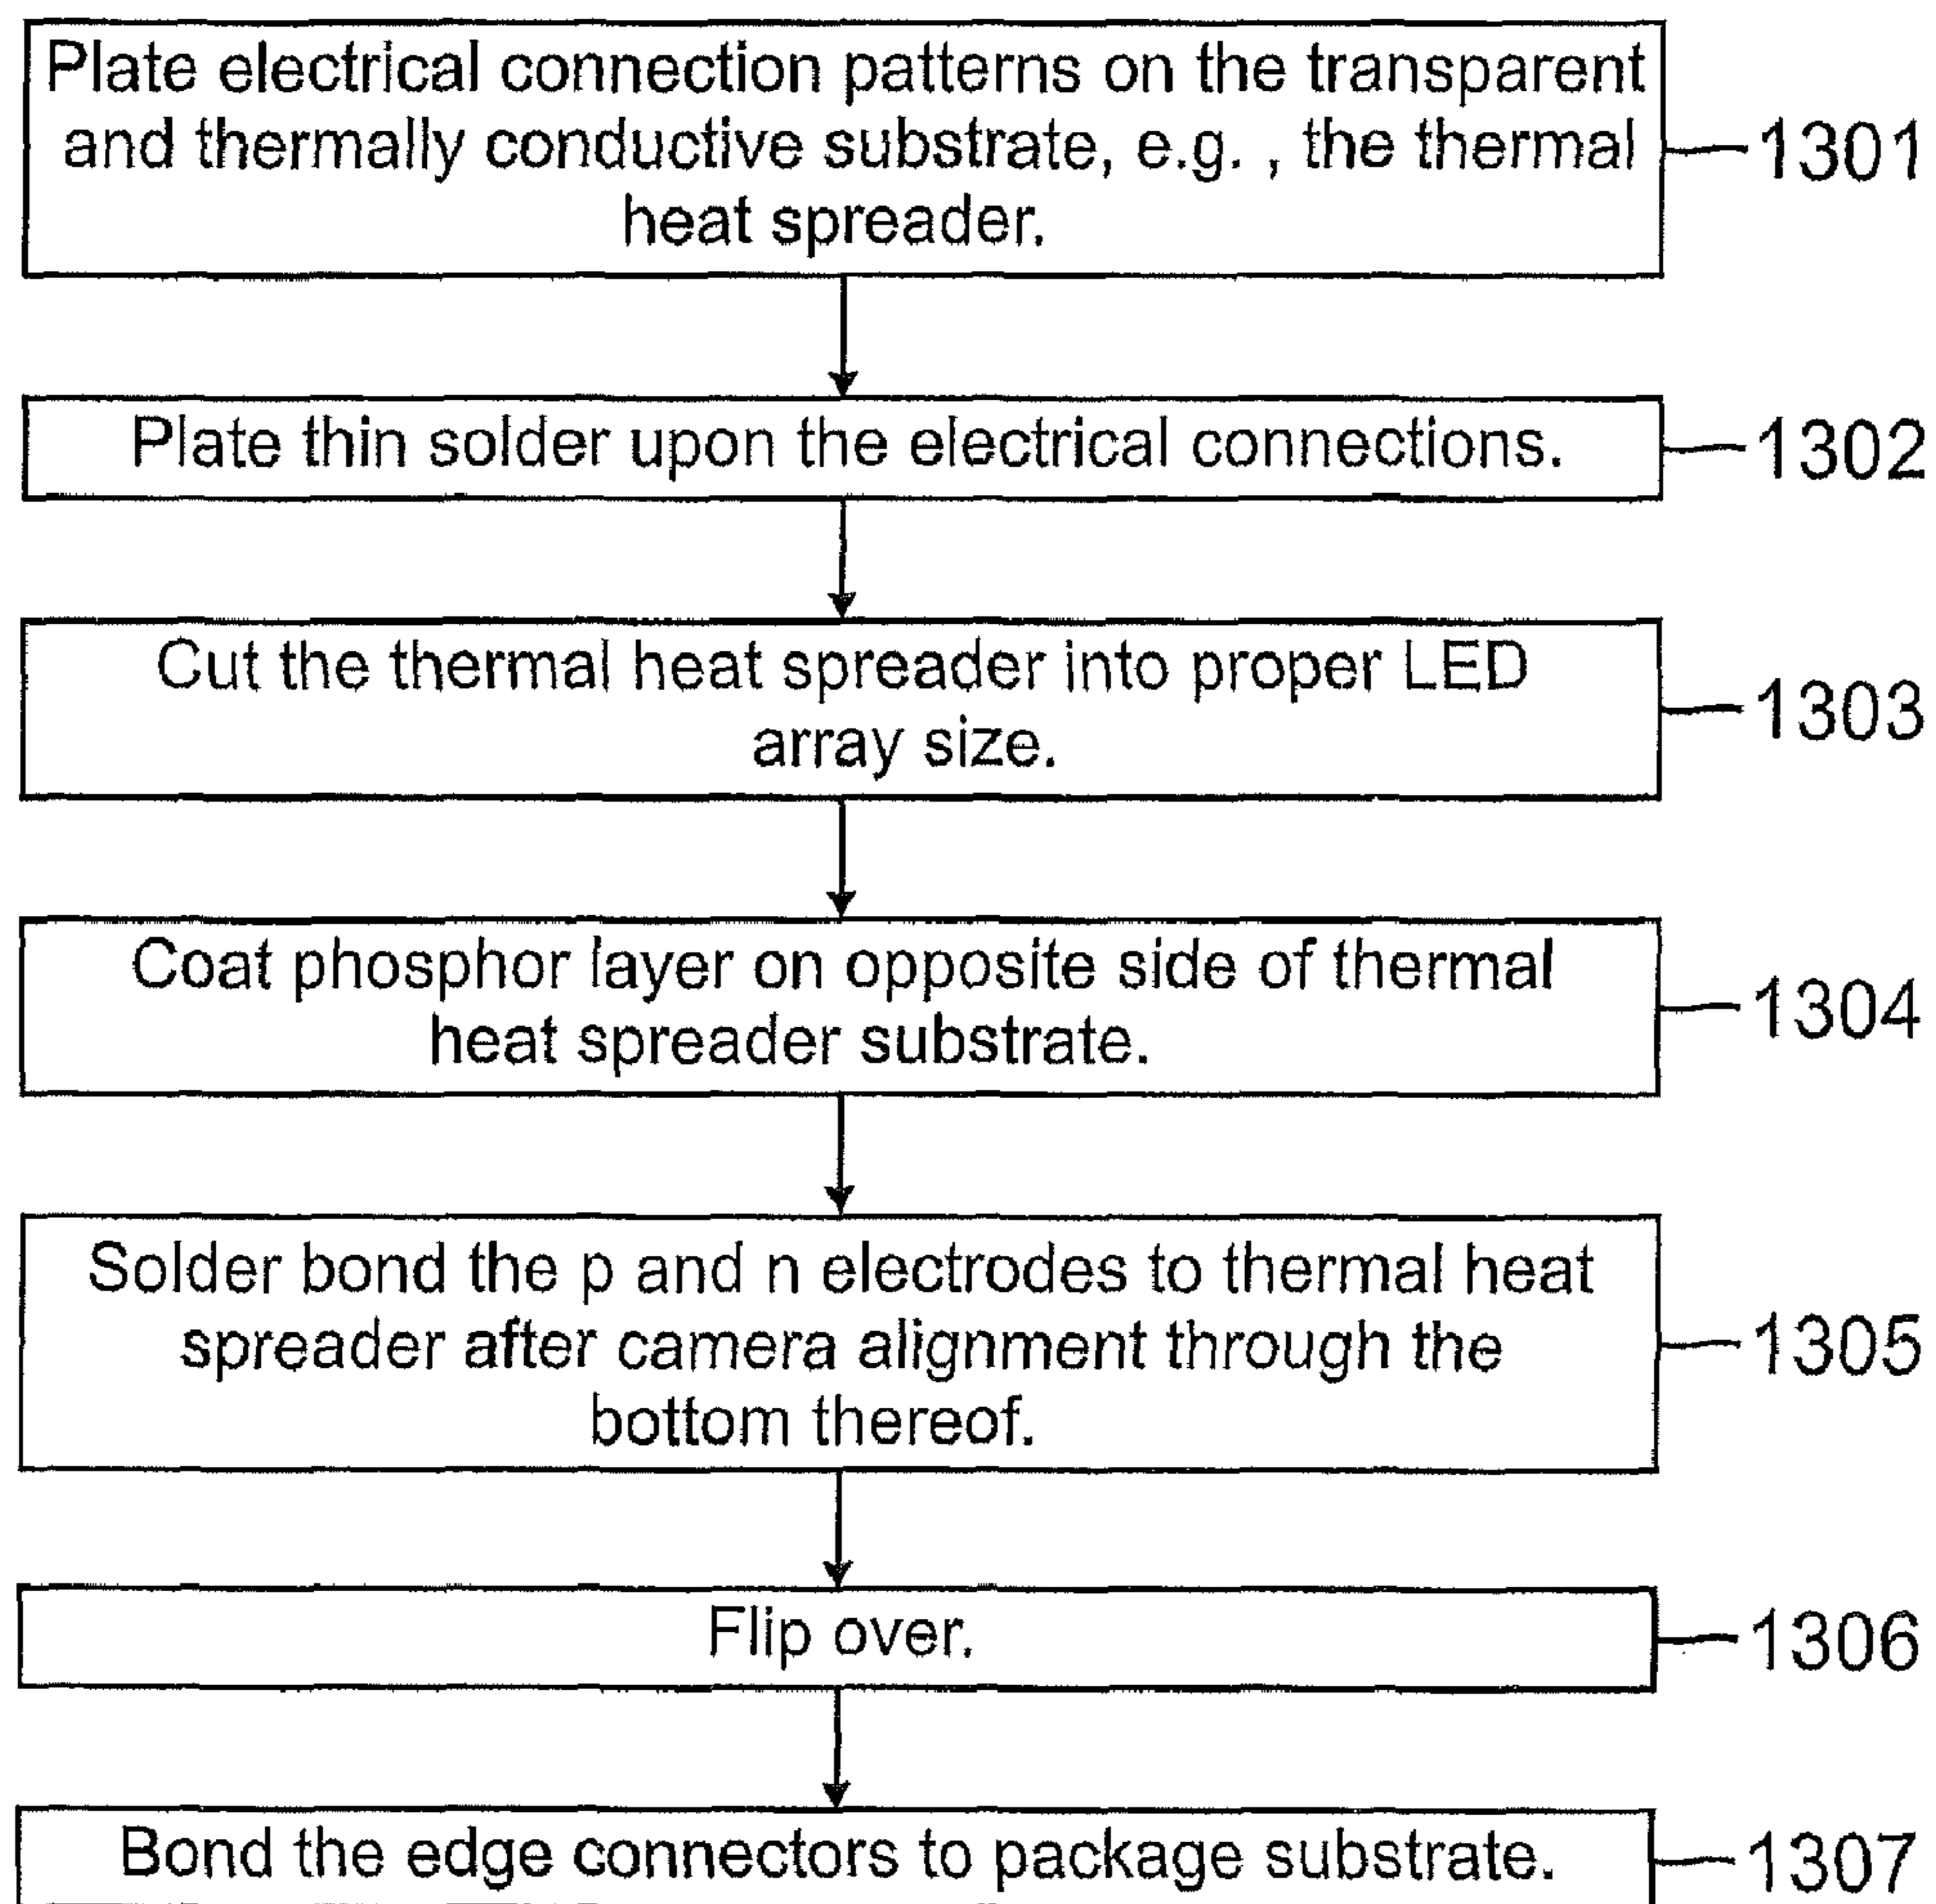 Plate electrical connection patterns on the transparent
and thermally conductive substrate, e.g. , the thermal
heat spreader.
1301
Plate thin solder upon the electrical connections.
1302
Cut the thermal heat spreader into proper LED
array size.
1303
Coat phosphor layer on opposite side of thermal
heat spreader substrate.
1304
Solder bond the p and n electrodes to thermal heat
spreader after camera alignment through the
bottom thereof.
1305
Flip over.
1306
Bond the edge connectors to package substrate.
1307